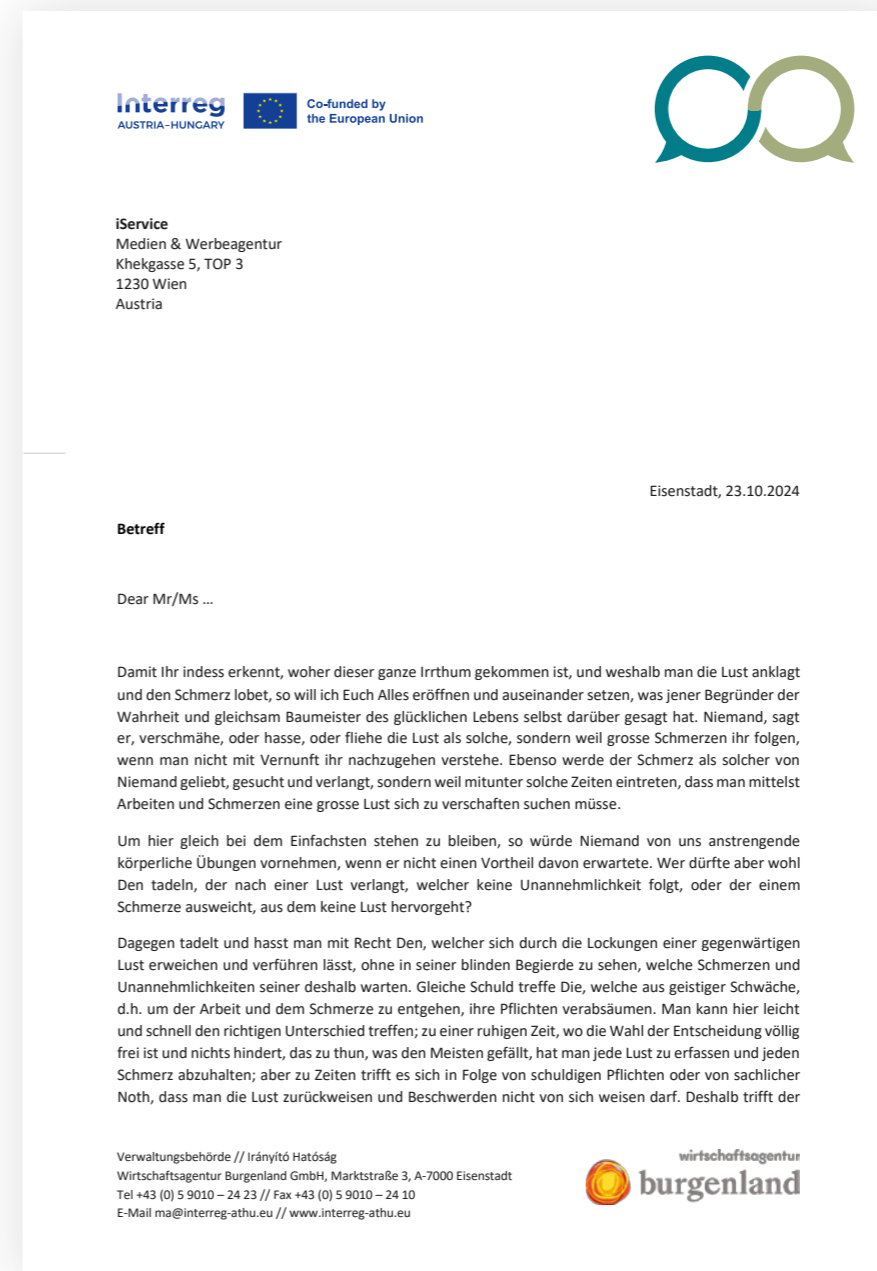 Interreg
AUSTRIA–HUNGARY
Co-funded by
the European Union
iService
Medien & Werbeagentur
Khekgasse 5, TOP 3
1230 Wien
Austria
Eisenstadt, 23.10.2024
Betreff
Dear Mr/Ms …
Damit Ihr indess erkennt, woher dieser ganze Irrthum gekommen ist, und weshalb man die Lust anklagt
und den Schmerz lobet, so will ich Euch Alles eröffnen und auseinander setzen, was jener Begründer der
Wahrheit und gleichsam Baumeister des glücklichen Lebens selbst darüber gesagt hat. Niemand, sagt
er, verschmähe, oder hasse, oder fliehe die Lust als solche, sondern weil grosse Schmerzen ihr folgen,
wenn man nicht mit Vernunft ihr nachzugehen verstehe. Ebenso werde der Schmerz als solcher von
Niemand geliebt, gesucht und verlangt, sondern weil mitunter solche Zeiten eintreten, dass man mittelst
Arbeiten und Schmerzen eine grosse Lust sich zu verschaften suchen müsse.
Um hier gleich bei dem Einfachsten stehen zu bleiben, so würde Niemand von uns anstrengende
körperliche Übungen vornehmen, wenn er nicht einen Vortheil davon erwartete. Wer dürfte aber wohl
Den tadeln, der nach einer Lust verlangt, welcher keine Unannehmlichkeit folgt, oder der einem
Schmerze ausweicht, aus dem keine Lust hervorgeht?
Dagegen tadelt und hasst man mit Recht Den, welcher sich durch die Lockungen einer gegenwärtigen
Lust erweichen und verführen lässt, ohne in seiner blinden Begierde zu sehen, welche Schmerzen und
Unannehmlichkeiten seiner deshalb warten. Gleiche Schuld treffe Die, welche aus geistiger Schwäche,
d.h. um der Arbeit und dem Schmerze zu entgehen, ihre Pflichten verabsäumen. Man kann hier leicht
und schnell den richtigen Unterschied treffen; zu einer ruhigen Zeit, wo die Wahl der Entscheidung völlig
frei ist und nichts hindert, das zu thun, was den Meisten gefällt, hat man jede Lust zu erfassen und jeden
Schmerz abzuhalten; aber zu Zeiten trifft es sich in Folge von schuldigen Pflichten oder von sachlicher
Noth, dass man die Lust zurückweisen und Beschwerden nicht von sich weisen darf. Deshalb trifft der
Verwaltungsbehörde // Irányító Hatóság
Wirtschaftsagentur Burgenland GmbH, Marktstraße 3, A-7000 Eisenstadt
Tel +43 (0) 5 9010 – 24 23 // Fax +43 (0) 5 9010 – 24 10
E-Mail ma@interreg-athu.eu // www.interreg-athu.eu
wirtschaftsagentur
burgenland